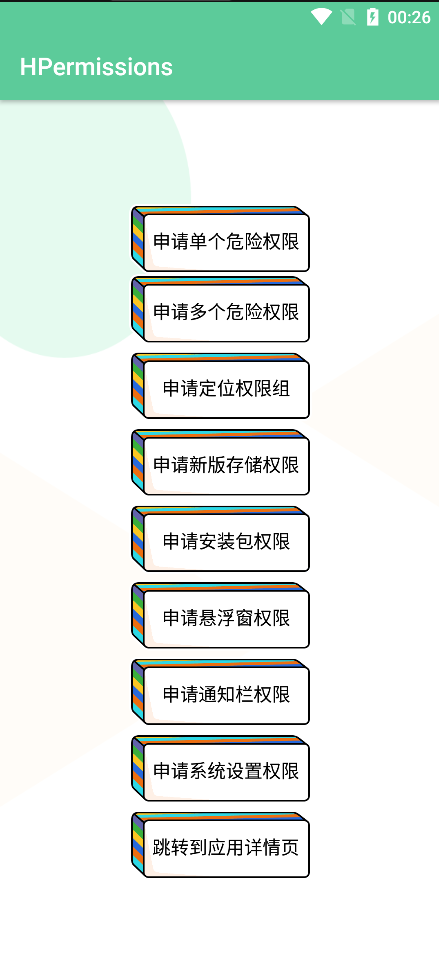 00:26
HPermissions
申请单个危险权限
申请多个危险权限
申请定位权限组
申请新版存储权限
申请安装包权限
申请悬浮窗权限
申请通知栏权限
申请系统设置权限
跳转到应用详情页